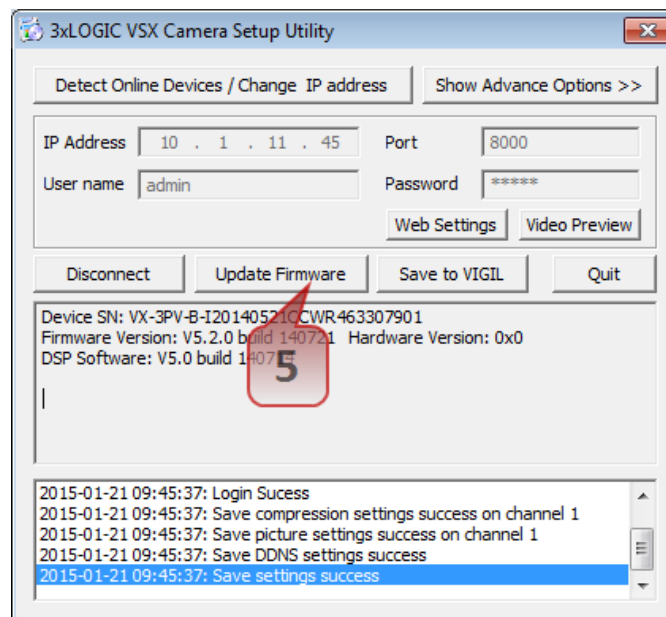 3xLOGIC VSX Camera Setup Utility
Detect Online Devices / Change IP address
Show Advance Options >>
IP Address 10 . 1 . 11 . 45 Port 8000
User name admin Password *****
Web Settings Video Preview
Disconnect Update Firmware Save to VIGIL Quit
Device SN: VX-3PV-B-I20140521CCWR463307901
Firmware Version: V5.2.0 build 140721 Hardware Version: 0x0
DSP Software: V5.0 build
5
2015-01-21 09:45:37: Login Sucess
2015-01-21 09:45:37: Save compression settings success on channel 1
2015-01-21 09:45:37: Save picture settings success on channel 1
2015-01-21 09:45:37: Save DDNS settings success
2015-01-21 09:45:37: Save settings success